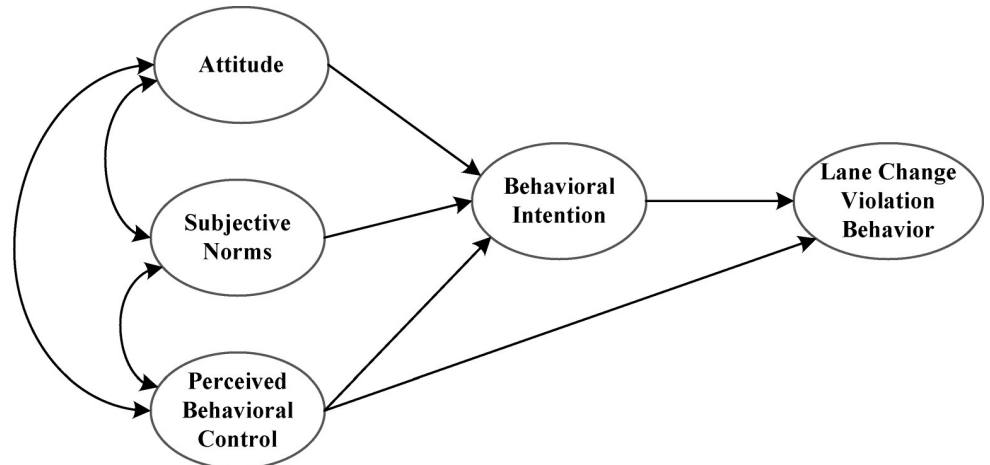 Attitude
Subjective
Norms
Perceived
Behavioral
Control
Behavioral
Intention
Lane Change
Violation
Behavior